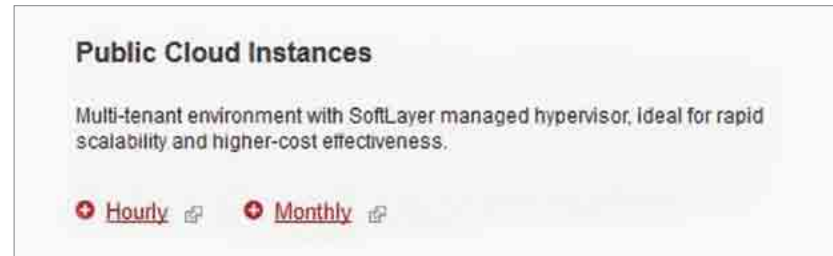 Public Cloud Instances
Multi-tenant environment with SoftLayer managed hypervisor, ideal for rapid
scalability and higher-cost effectiveness.
Hourly Monthly